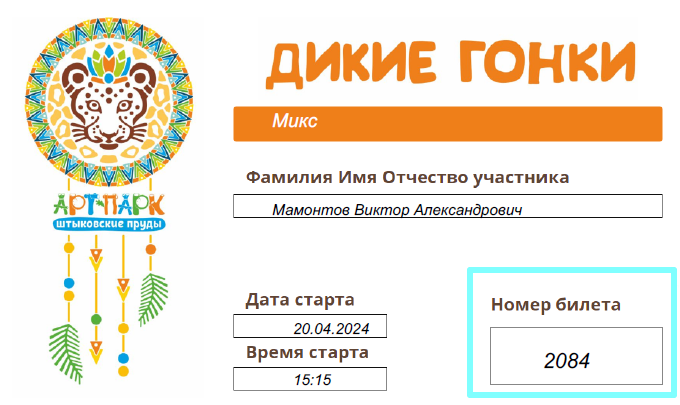 ДИКИЕ ГОНКИ
Микс
Фамилия Имя Отчество участника
Мамонтов Виктор Александрович
АРТ-ПАРК
ШТЫКОВСКИЕ ПРУДЫ
Дата старта
20.04.2024
Время старта
15:15
Номер билета
2084